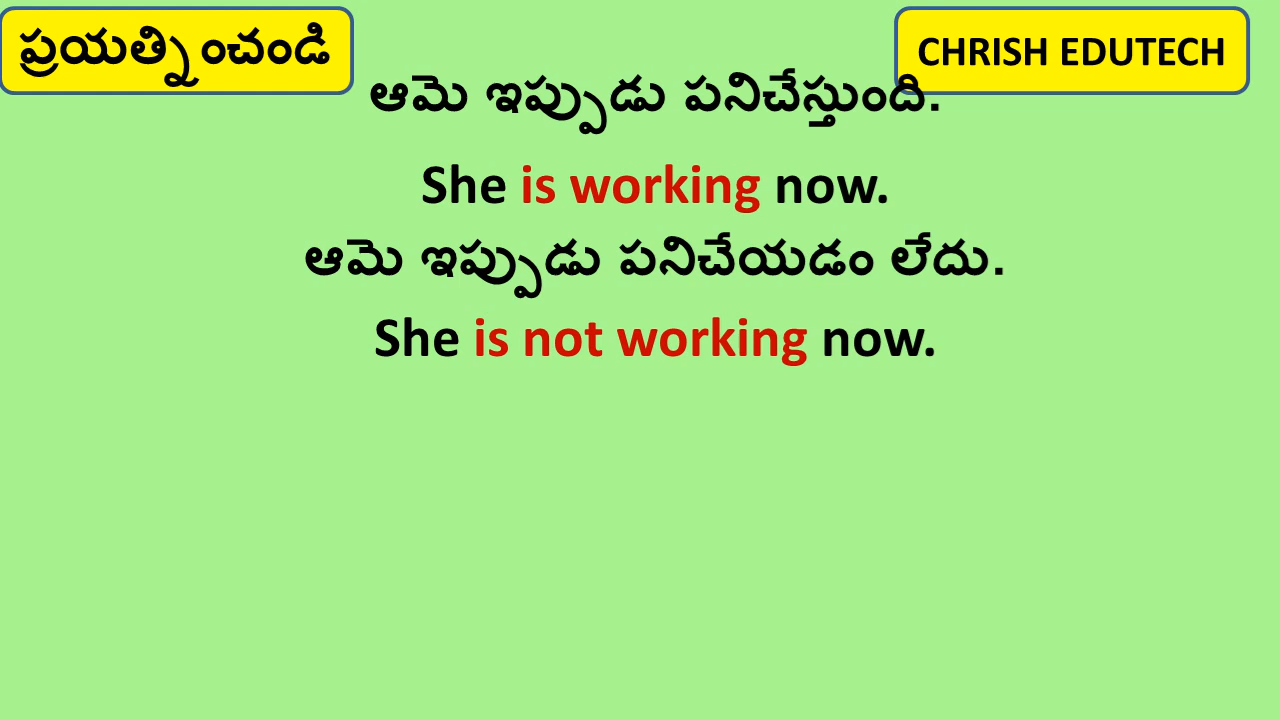 ప్రయత్నించండి
CHRISH EDUTECH
ఆమె ఇప్పుడు పనిచేస్తుంది.
She is working now.
ఆమె ఇప్పుడు పనిచేయడం లేదు.
She is not working now.